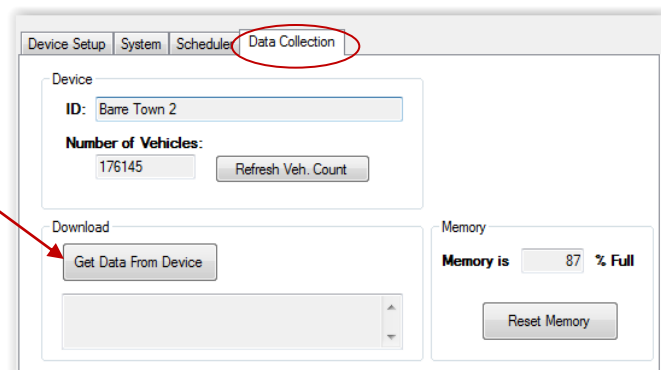 Device Setup System Scheduler Data Collection
Device
ID: Barre Town 2
Number of Vehicles:
176145 Refresh Veh. Count
Download
Get Data From Device
Memory
Memory is 87 % Full
Reset Memory